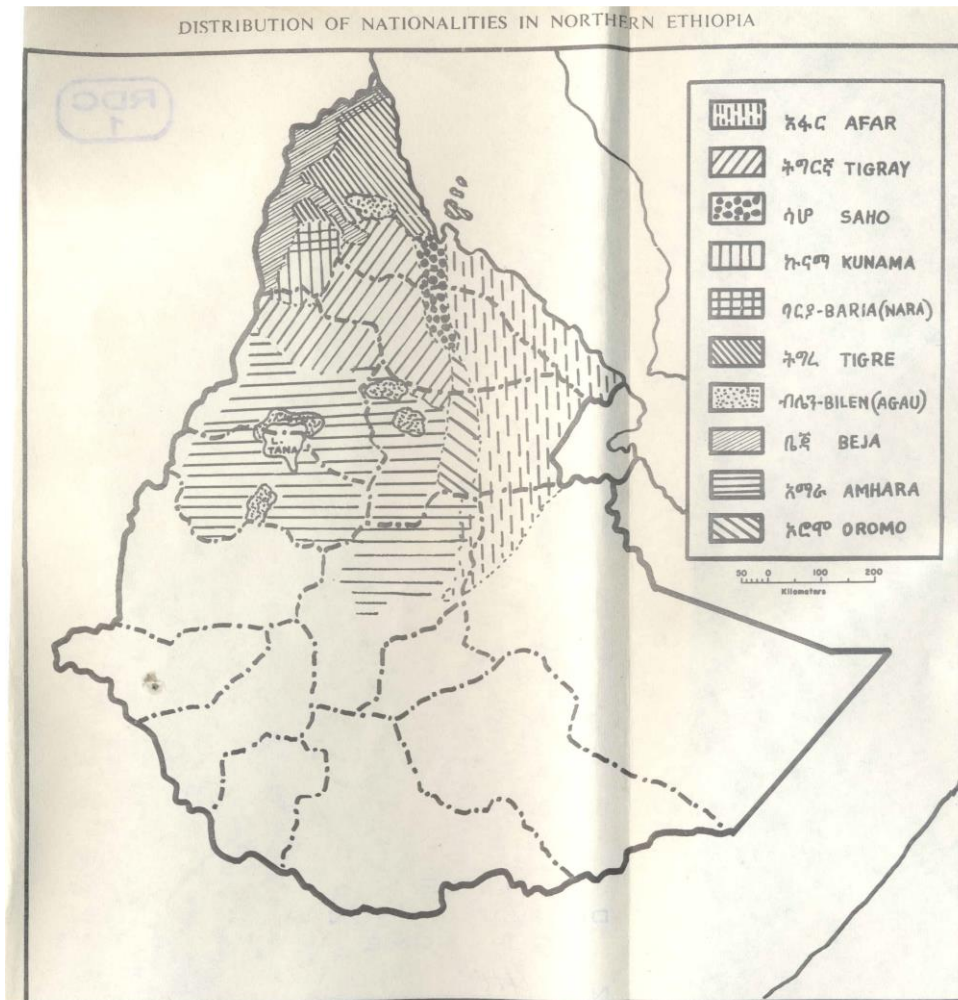 DISTRIBUTION OF NATIONALITIES IN NORTHERN ETHIOPIA
RDC
1
አፋር AFAR
ትግርኛ TIGRAY
ሳሆ SAHO
ኩናማ KUNAMA
ባርያ-BARIA(NARA)
ትግረ TIGRE
ብሌን-BILEN(AGAU)
ቤጃ BEJA
አማራ AMHARA
ኦሮሞ OROMO
L.
TANA
50 0 100 200
Kilometers